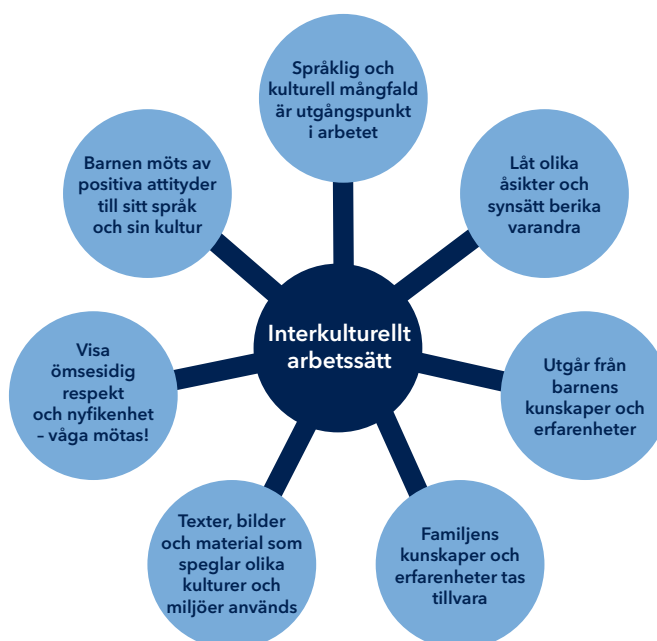 Språklig och
kulturell mångfald
är utgångspunkt
i arbetet
Låt olika
åsikter och
synsätt berika
varandra
Utgår från
barnens
kunskaper och
erfarenheter
Familjens
kunskaper och
erfarenheter tas
tillvara
Texter, bilder
och material som
speglar olika
kulturer och
miljöer används
Visa
ömsesidig
respekt
och nyfikenhet
– våga mötas!
Barnen möts av
positiva attityder
till sitt språk
och sin kultur
Interkulturellt
arbetssätt